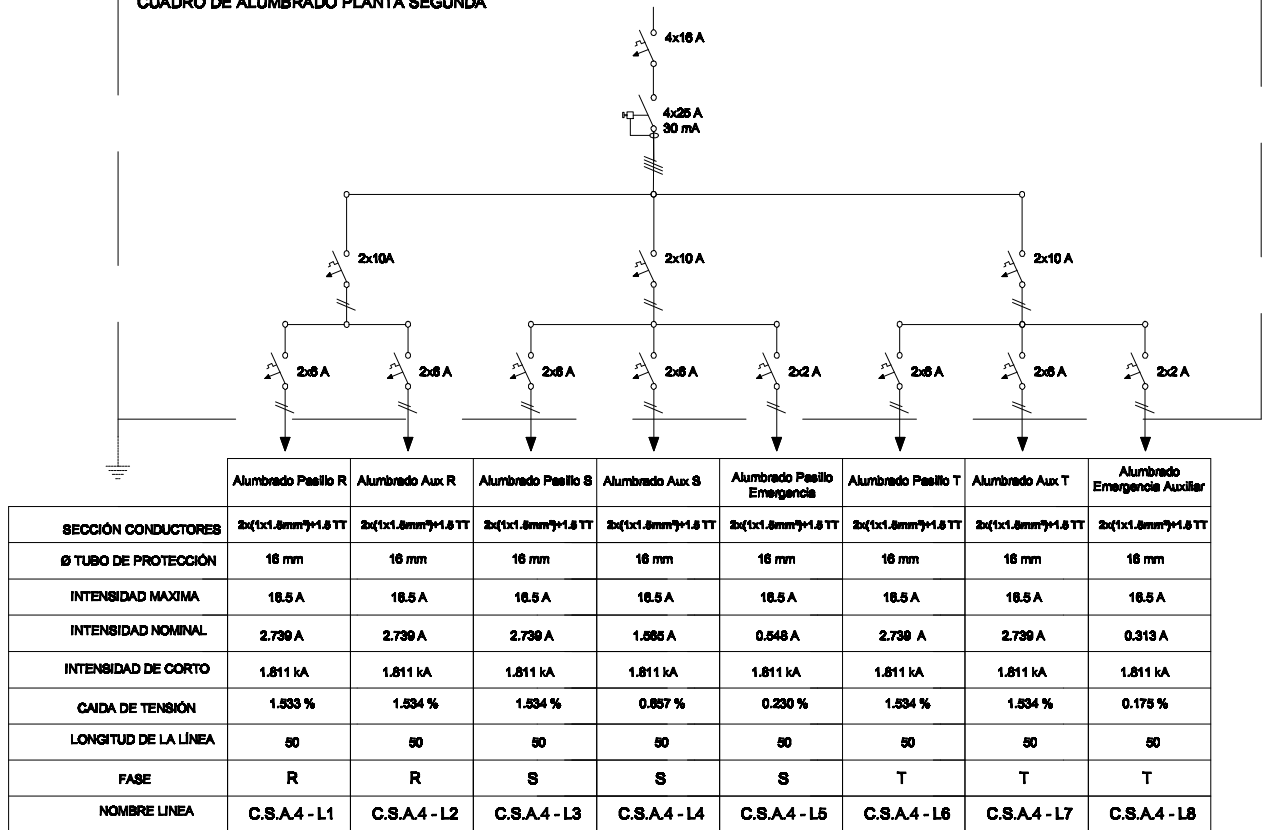 CUADRO DE ALUMBRADO PLANTA SEGUNDA
4x16 A
4x25 A
30 mA
2x10A
2x10 A
2x10 A
2x6 A
2x6 A
2x6 A
2x6 A
2x2 A
2x6 A
2x6 A
2x2 A
Alumbrado Pasillo R
Alumbrado Aux R
Alumbrado Pasillo S
Alumbrado Aux S
Alumbrado Pasillo
Emergencia
Alumbrado Pasillo T
Alumbrado Aux T
Alumbrado
Emergencia Auxiliar
SECCIÓN CONDUCTORES 2x(1x1.5mm²)+1.5 TT 2x(1x1.5mm²)+1.5 TT 2x(1x1.5mm²)+1.5 TT 2x(1x1.5mm²)+1.5 TT 2x(1x1.5mm²)+1.5 TT 2x(1x1.5mm²)+1.5 TT 2x(1x1.5mm²)+1.5 TT 2x(1x1.5mm²)+1.5 TT
Ø TUBO DE PROTECCIÓN 16 mm 16 mm 16 mm 16 mm 16 mm 16 mm 16 mm 16 mm
INTENSIDAD MAXIMA 16.5 A 16.5 A 16.5 A 16.5 A 16.5 A 16.5 A 16.5 A 16.5 A
INTENSIDAD NOMINAL 2.739 A 2.739 A 2.739 A 1.565 A 0.548 A 2.739 A 2.739 A 0.313 A
INTENSIDAD DE CORTO 1.611 kA 1.611 kA 1.611 kA 1.611 kA 1.611 kA 1.611 kA 1.611 kA 1.611 kA
CAIDA DE TENSIÓN 1.533 % 1.534 % 1.534 % 0.657 % 0.230 % 1.534 % 1.534 % 0.175 %
LONGITUD DE LA LÍNEA 50 50 50 50 50 50 50 50
FASE R R S S S T T T
NOMBRE LINEA C.S.A.4 - L1 C.S.A.4 - L2 C.S.A.4 - L3 C.S.A.4 - L4 C.S.A.4 - L5 C.S.A.4 - L6 C.S.A.4 - L7 C.S.A.4 - L8